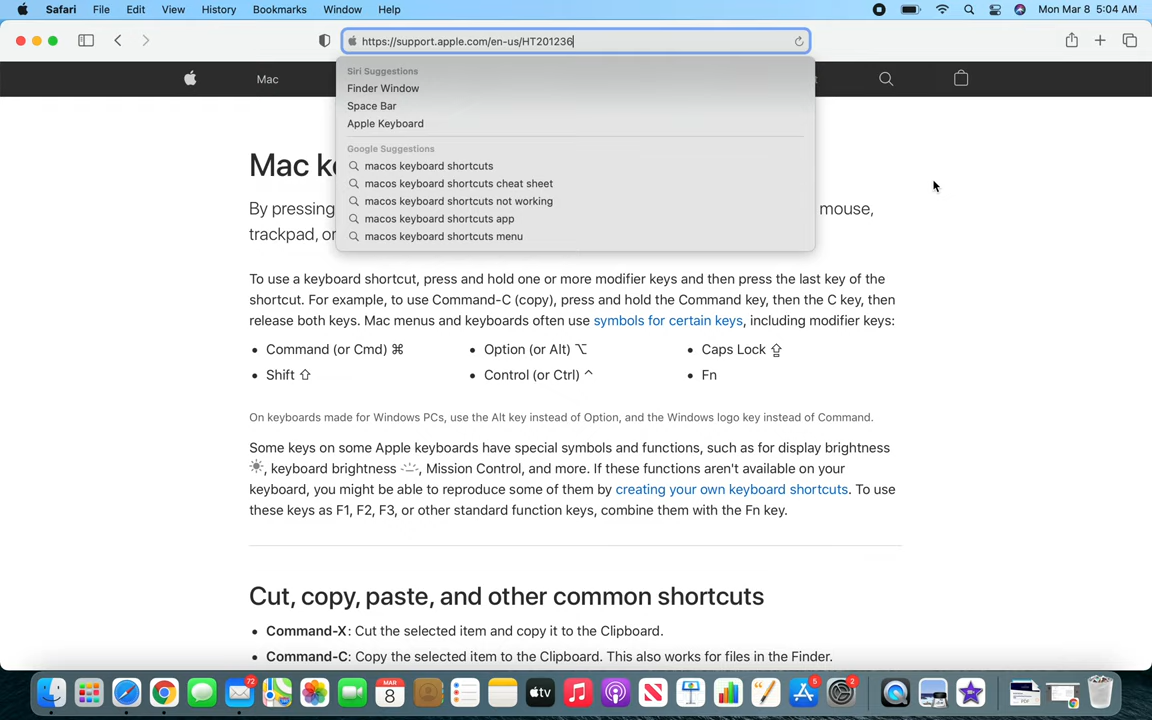 Safari File Edit View History Bookmarks Window Help Mon Mar 8 5:04 AM
https://support.apple.com/en-us/HT201236
Mac
Siri Suggestions
Finder Window
Space Bar
Apple Keyboard
Google Suggestions
macos keyboard shortcuts
macos keyboard shortcuts cheat sheet
macos keyboard shortcuts not working
macos keyboard shortcuts app
macos keyboard shortcuts menu
Mac
By pressing mouse,
trackpad, or
To use a keyboard shortcut, press and hold one or more modifier keys and then press the last key of the
shortcut. For example, to use Command-C (copy), press and hold the Command key, then the C key, then
release both keys. Mac menus and keyboards often use symbols for certain keys, including modifier keys:
• Command (or Cmd) ⌘ • Option (or Alt) ⌥ • Caps Lock ⇪
• Shift ⇧ • Control (or Ctrl) ⌃ • Fn
On keyboards made for Windows PCs, use the Alt key instead of Option, and the Windows logo key instead of Command.
Some keys on some Apple keyboards have special symbols and functions, such as for display brightness
, keyboard brightness , Mission Control, and more. If these functions aren't available on your
keyboard, you might be able to reproduce some of them by creating your own keyboard shortcuts. To use
these keys as F1, F2, F3, or other standard function keys, combine them with the Fn key.
Cut, copy, paste, and other common shortcuts
• Command-X: Cut the selected item and copy it to the Clipboard.
• Command-C: Copy the selected item to the Clipboard. This also works for files in the Finder.
72 MAR 8 tv 5 2